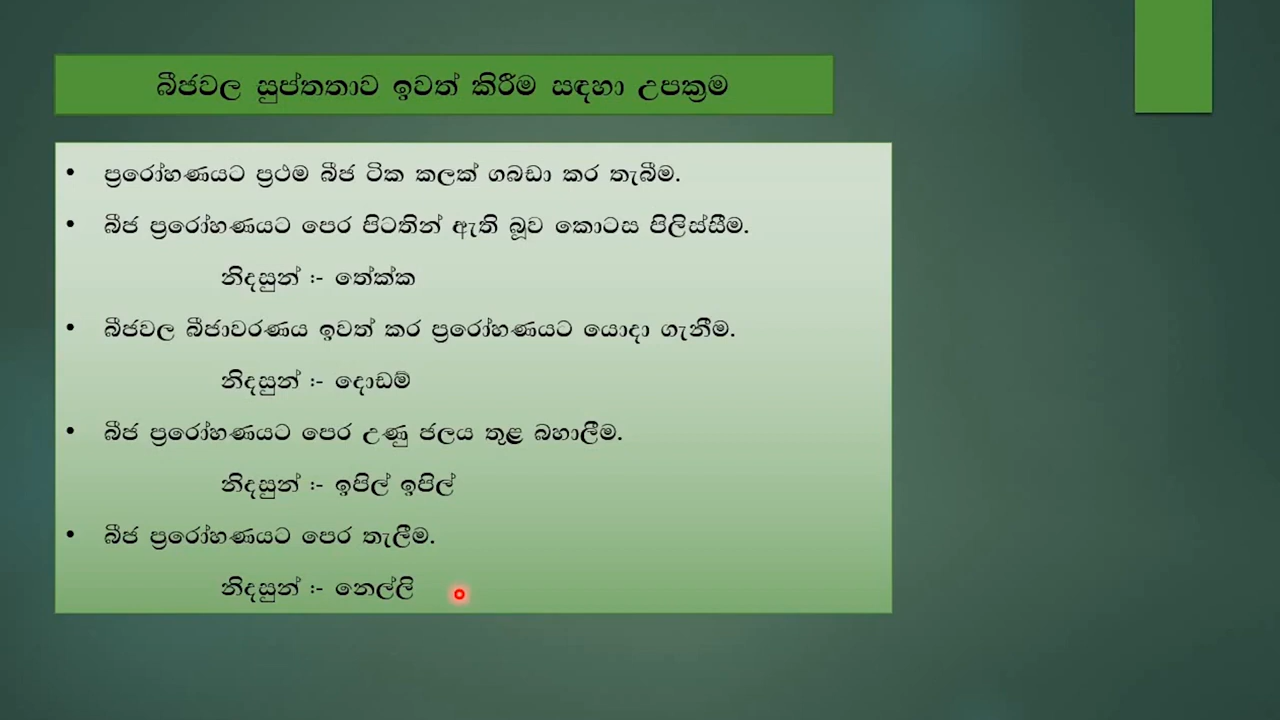 බීජවල සුප්තතාව ඉවත් කිරීම සඳහා උපක්‍රම
• ප්‍රරෝහණයට ප්‍රථම බීජ ටික කලක් ගබඩා කර තැබීම.
• බීජ ප්‍රරෝහණයට පෙර පිටතින් ඇති බූව කොටස පිලිස්සීම.
නිදසුන් :- තේක්ක
• බීජවල බීජාවරණය ඉවත් කර ප්‍රරෝහණයට යොදා ගැනීම.
නිදසුන් :- දොඩම්
• බීජ ප්‍රරෝහණයට පෙර උණු ජලය තුළ බහාලීම.
නිදසුන් :- ඉපිල් ඉපිල්
• බීජ ප්‍රරෝහණයට පෙර තැලීම.
නිදසුන් :- නෙල්ලි